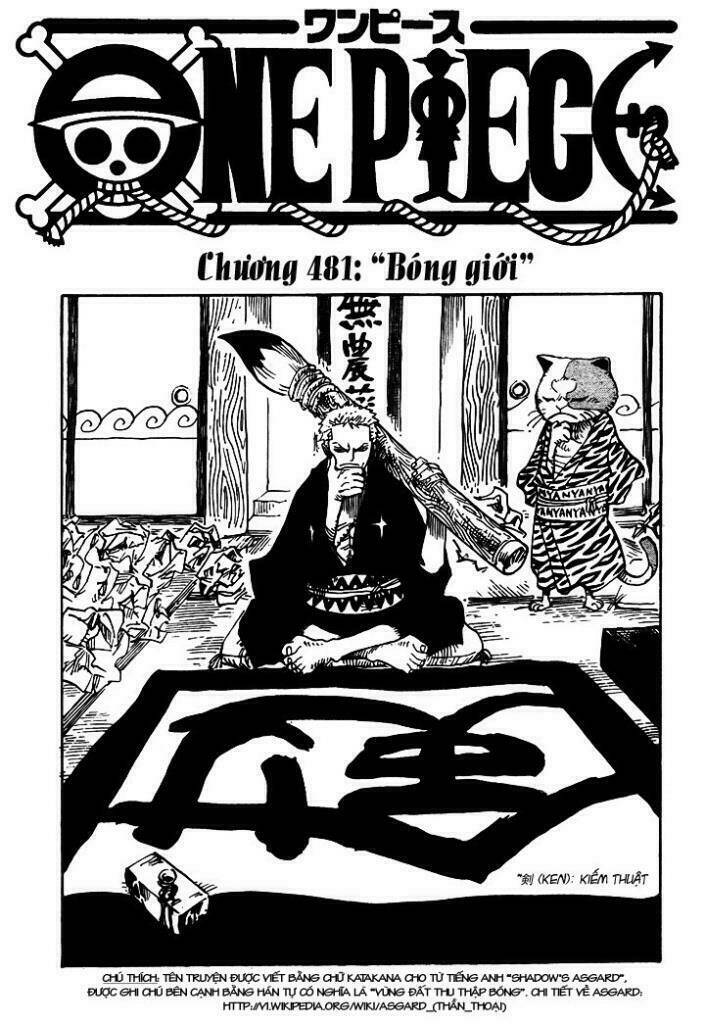 ワンピース
ONE PIECE
Chương 481: “Bóng giới”
無
農
NYANYANYA
*剣 (KEN): KIẾM THUẬT
CHÚ THÍCH: TÊN TRUYỆN ĐƯỢC VIẾT BẰNG CHỮ KATAKANA CHO TỪ TIẾNG ANH "SHADOW'S ASGARD",
ĐƯỢC GHI CHÚ BÊN CẠNH BẰNG HÁN TỰ CÓ NGHĨA LÀ "VÙNG ĐẤT THU THẬP BÓNG". CHI TIẾT VỀ ASGARD:
HTTP://VI.WIKIPEDIA.ORG/WIKI/ASGARD_(THẦN_THOẠI)